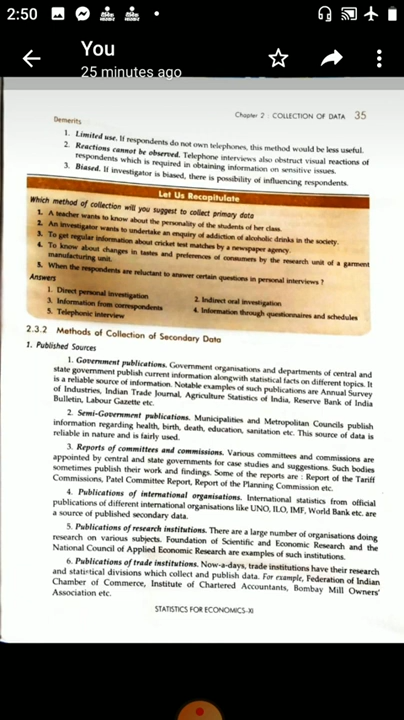 2:50
You
25 minutes ago
Chapter 2 : COLLECTION OF DATA 35
Demerits
1. Limited use. If respondents do not own telephones, this method would be less useful.
2. Reactions cannot be observed. Telephone interviews also obstruct visual reactions of
respondents which is required in obtaining information on sensitive issues.
3. Biased. If investigator is biased, there is possibility of influencing respondents.
Let Us Recapitulate
Which method of collection will you suggest to collect primary data
1. A teacher wants to know about the personality of the students of her class.
2. An investigator wants to undertake an enquiry of addiction of alcoholic drinks in the society.
3. To get regular information about cricket test matches by a newspaper agency.
4. To know about changes in tastes and preferences of consumers by the research unit of a garment
manufacturing unit.
5. When the respondents are reluctant to answer certain questions in personal interviews ?
Answers
1. Direct personal investigation
2. Indirect oral investigation
3. Information from correspondents
4. Information through questionnaires and schedules
5. Telephonic interview
2.3.2 Methods of Collection of Secondary Data
1. Published Sources
1. Government publications. Government organisations and departments of central and
state government publish current information alongwith statistical facts on different topics. It
is a reliable source of information. Notable examples of such publications are Annual Survey
of Industries, Indian Trade Journal, Agriculture Statistics of India, Reserve Bank of India
Bulletin, Labour Gazette etc.
2. Semi-Government publications. Municipalities and Metropolitan Councils publish
information regarding health, birth, death, education, sanitation etc. This source of data is
reliable in nature and is fairly used.
3. Reports of committees and commissions. Various committees and commissions are
appointed by central and state governments for case studies and suggestions. Such bodies
sometimes publish their work and findings. Some of the reports are : Report of the Tariff
Commissions, Patel Committee Report, Report of the Planning Commission etc.
4. Publications of international organisations. International statistics from official
publications of different international organisations like UNO, ILO, IMF, World Bank etc. are
a source of published secondary data.
5. Publications of research institutions. There are a large number of organisations doing
research on various subjects. Foundation of Scientific and Economic Research and the
National Council of Applied Economic Research are examples of such institutions.
6. Publications of trade institutions. Now-a-days, trade institutions have their research
and statistical divisions which collect and publish data. For example, Federation of Indian
Chamber of Commerce, Institute of Chartered Accountants, Bombay Mill Owners'
Association etc.
STATISTICS FOR ECONOMICS-XI